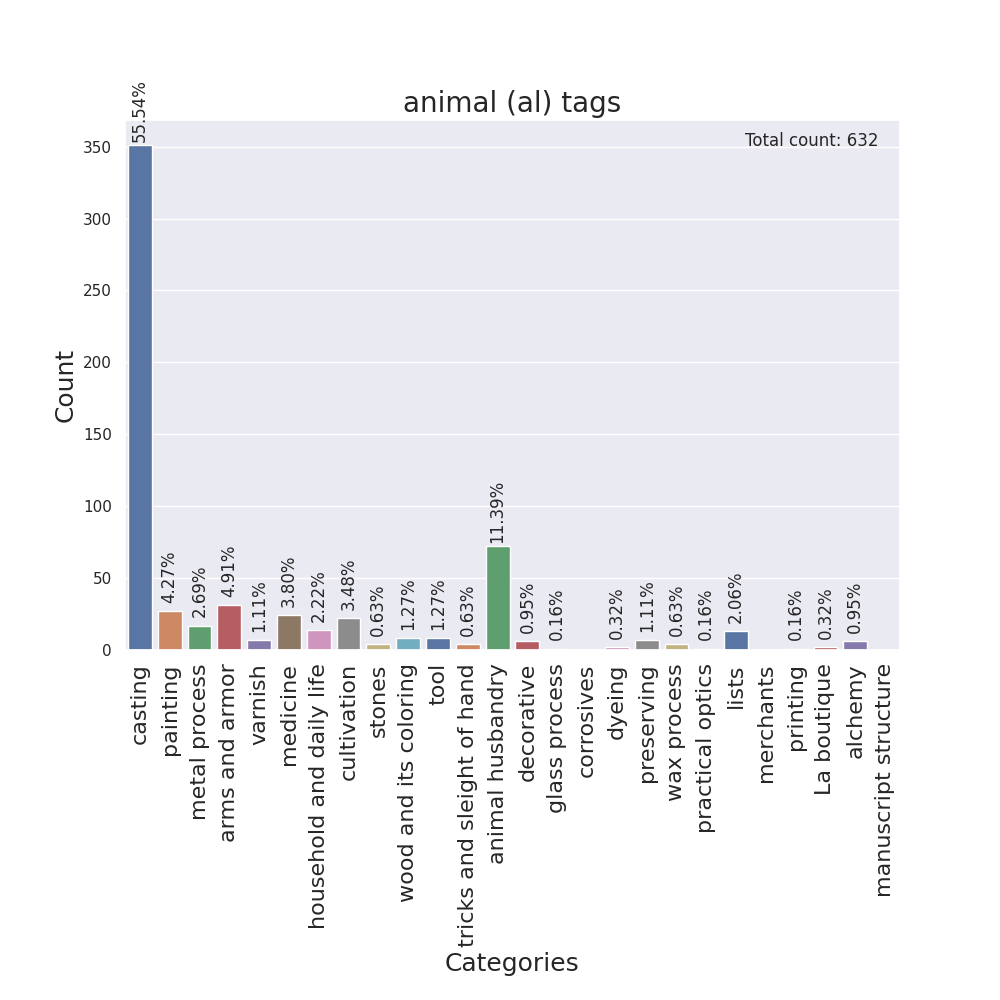 animal (al) tags
Total count: 632
Count
350
300
250
200
150
100
50
0
55.54%
4.27%
2.69%
4.91%
1.11%
3.80%
2.22%
3.48%
0.63%
1.27%
1.27%
0.63%
11.39%
0.95%
0.16%
0.32%
1.11%
0.63%
0.16%
2.06%
0.16%
0.32%
0.95%
casting
painting
metal process
arms and armor
varnish
medicine
household and daily life
cultivation
stones
wood and its coloring
tool
tricks and sleight of hand
animal husbandry
decorative
glass process
corrosives
dyeing
preserving
wax process
practical optics
lists
merchants
printing
La boutique
alchemy
manuscript structure
Categories